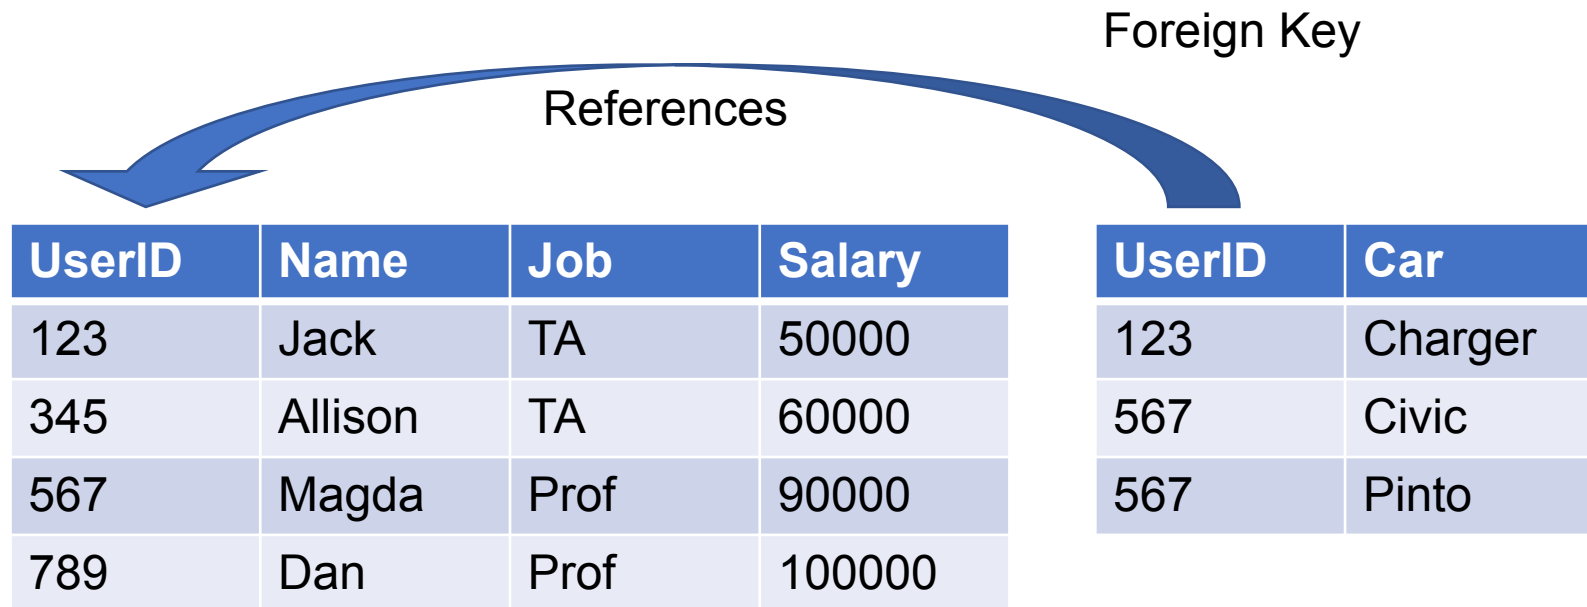 Foreign Key
References
UserID Name Job Salary
123 Jack TA 50000
345 Allison TA 60000
567 Magda Prof 90000
789 Dan Prof 100000
UserID Car
123 Charger
567 Civic
567 Pinto